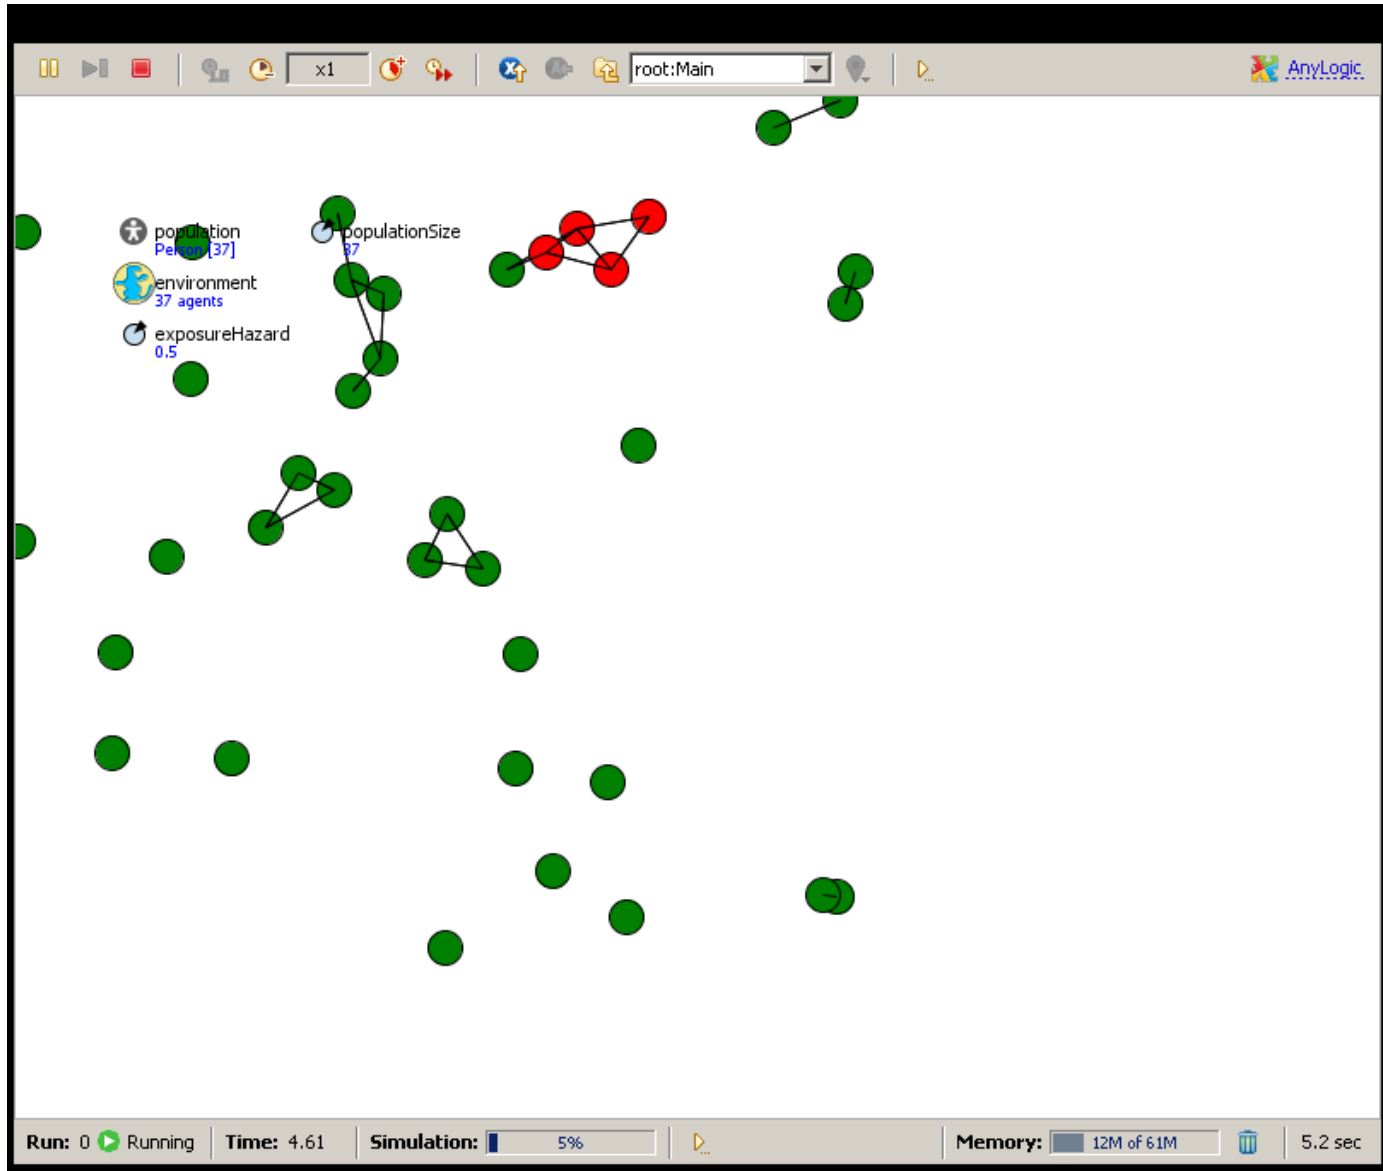 x1
root:Main
AnyLogic
population
Person [37]
populationSize
37
environment
37 agents
exposureHazard
0.5
Run: 0 Running
Time: 4.61
Simulation: 5%
Memory: 12M of 61M
5.2 sec